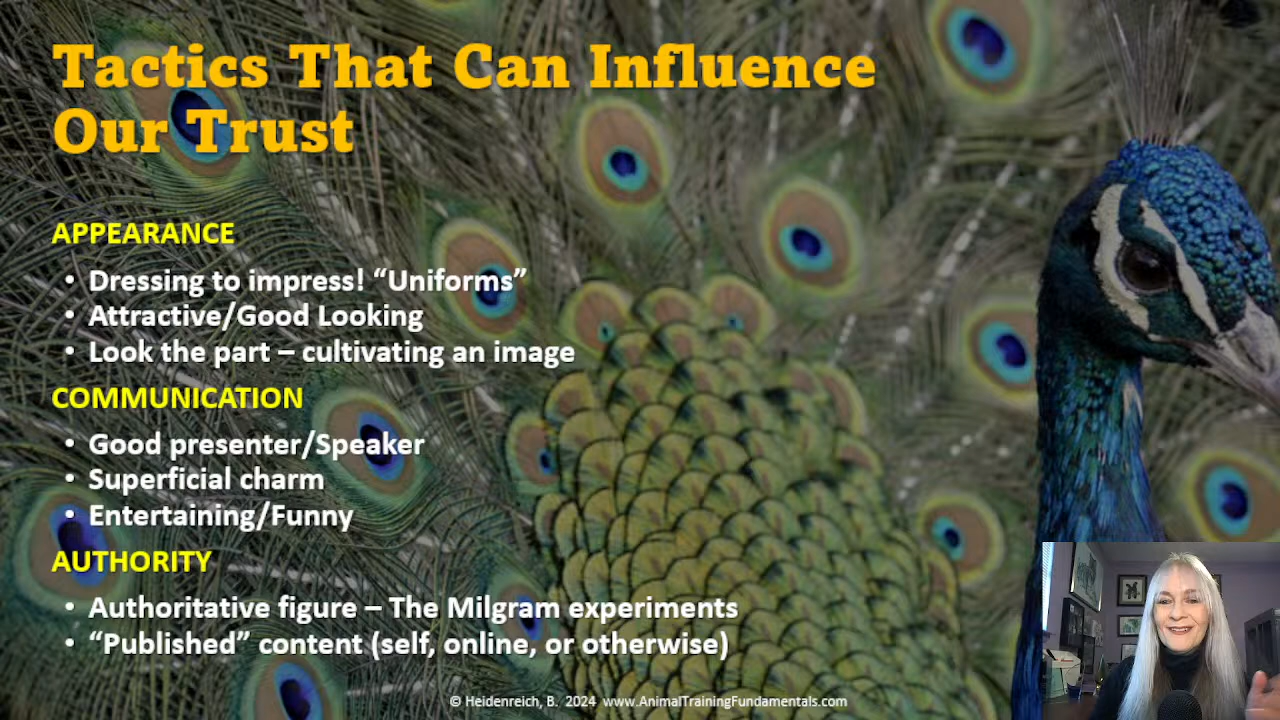 Tactics That Can Influence
Our Trust
APPEARANCE
• Dressing to impress! “Uniforms”
• Attractive/Good Looking
• Look the part – cultivating an image
COMMUNICATION
• Good presenter/Speaker
• Superficial charm
• Entertaining/Funny
AUTHORITY
• Authoritative figure – The Milgram experiments
• “Published” content (self, online, or otherwise)
© Heidenreich, B. 2024 www.AnimalTrainingFundamentals.com